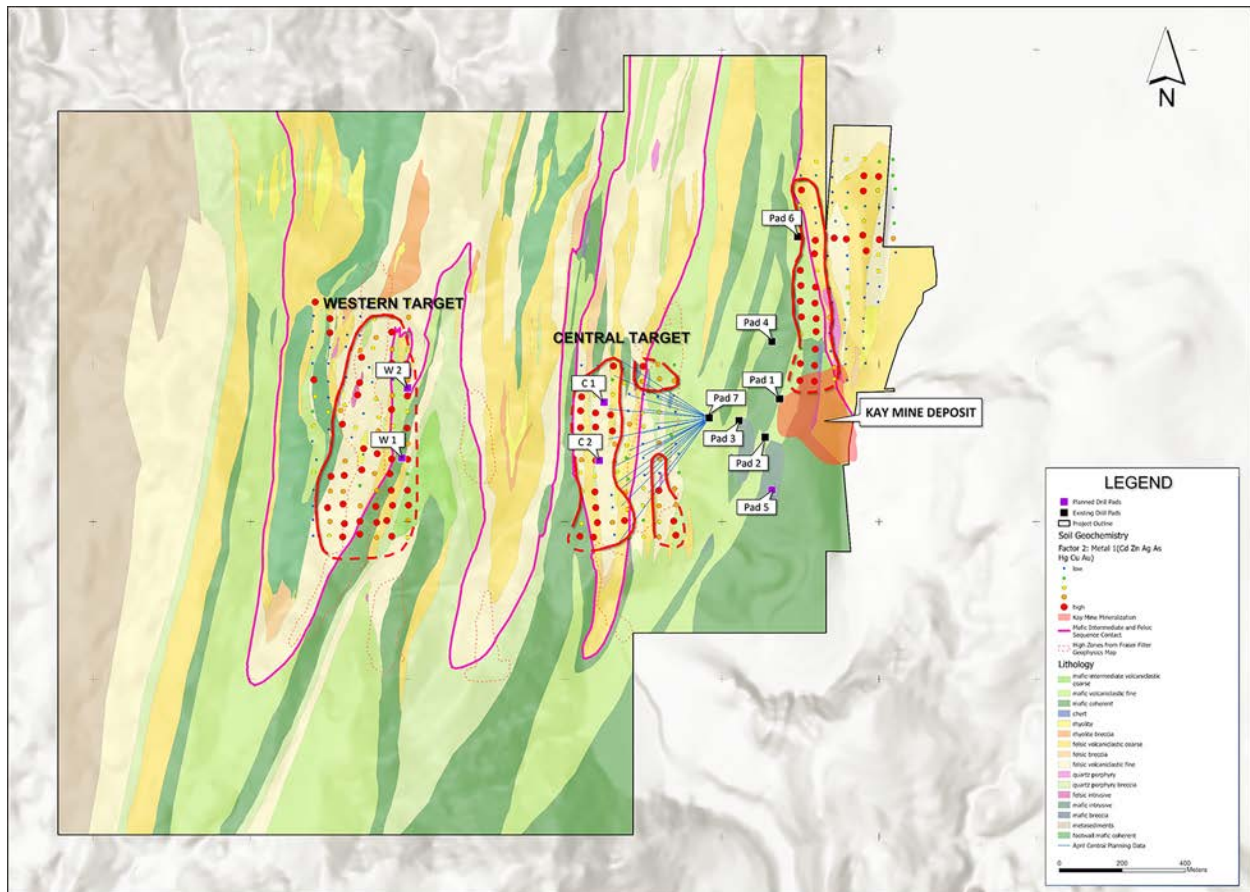 N
Pad 6
WESTERN TARGET
CENTRAL TARGET
Pad 4
W 2
C 1
Pad 1
Pad 7
KAY MINE DEPOSIT
Pad 3
W 1
C 2
Pad 2
Pad 5
LEGEND
Planned Drill Pads
Existing Drill Pads
Project Outline
Soil Geochemistry
Factor 2: Metal 1(Cd Zn Ag As
Hg Cu Au)
low
high
Kay Mine Mineralization
Mafic Intermediate and Felsic
Sequence Contact
High Zones from Fraser Filter
Geophysics Map
Lithology
mafic-intermediate volcaniclastic
coarse
mafic volcaniclastic fine
mafic coherent
chert
rhyolite
rhyolite breccia
felsic volcaniclastic coarse
felsic breccia
felsic volcaniclastic fine
quartz porphyry
quartz porphyry breccia
felsic intrusive
mafic intrusive
mafic breccia
metasediments
footwall mafic coherent
April Central Planning Data
0 200 400
Meters